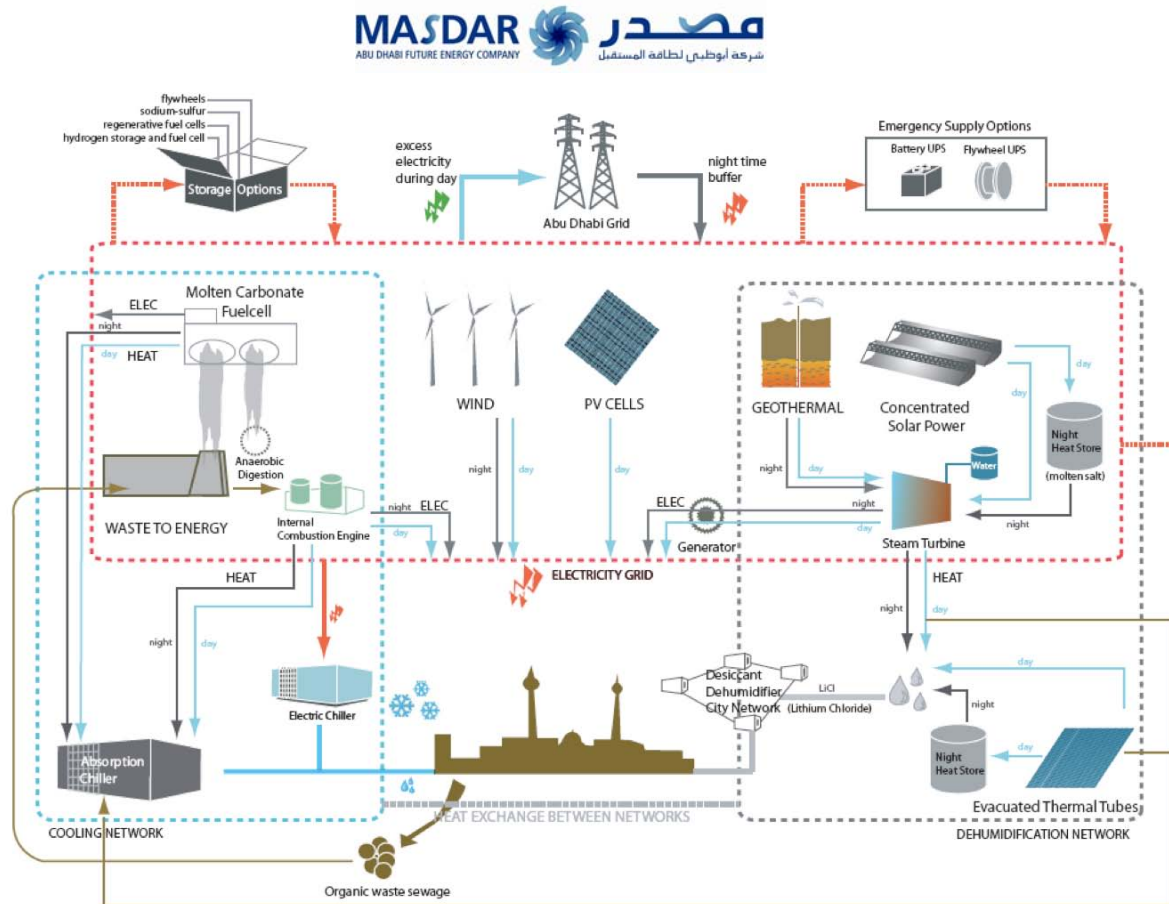 MASDAR
ABU DHABI FUTURE ENERGY COMPANY
مصدر
شركة أبوظبي لطاقة المستقبل
flywheels
sodium-sulfur
regenerative fuel cells
hydrogen storage and fuel cell
Storage Options
excess
electricity
during day
Abu Dhabi Grid
night time
buffer
Emergency Supply Options
Battery UPS
Flywheel UPS
Molten Carbonate
Fuelcell
ELEC
night
day
HEAT
Anaerobic
Digestion
WASTE TO ENERGY
Internal
Combustion Engine
night
ELEC
day
WIND
night
day
PV CELLS
day
GEOTHERMAL
day
night
Concentrated
Solar Power
day
day
Night
Heat Store
(molten salt)
Water
night
night
day
Steam Turbine
ELEC
Generator
ELECTRICITY GRID
HEAT
night
day
HEAT
night
day
Electric Chiller
Absorption
Chiller
COOLING NETWORK
Desiccant
Dehumidifier
City Network
LiCl
(Lithium Chloride)
day
night
Night
Heat Store
day
Evacuated Thermal Tubes
DEHUMIDIFICATION NETWORK
HEAT EXCHANGE BETWEEN NETWORKS
Organic waste sewage